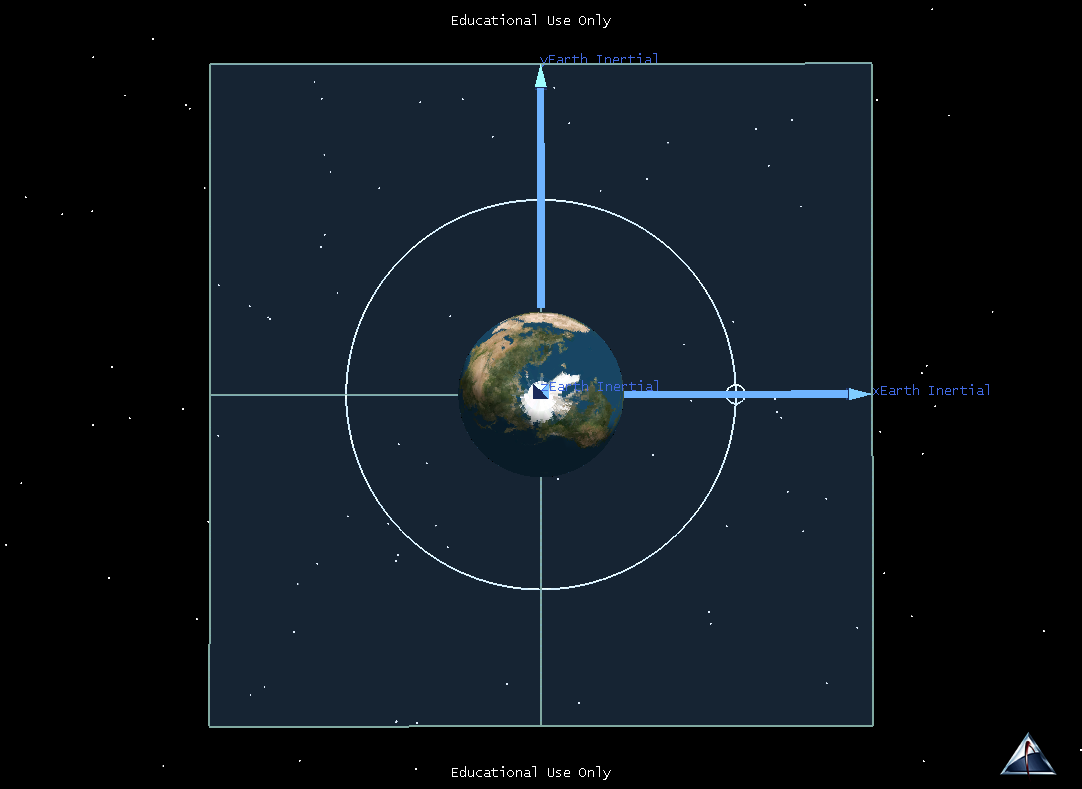 Educational Use Only
yEarth Inertial
zEarth Inertial
xEarth Inertial
Educational Use Only